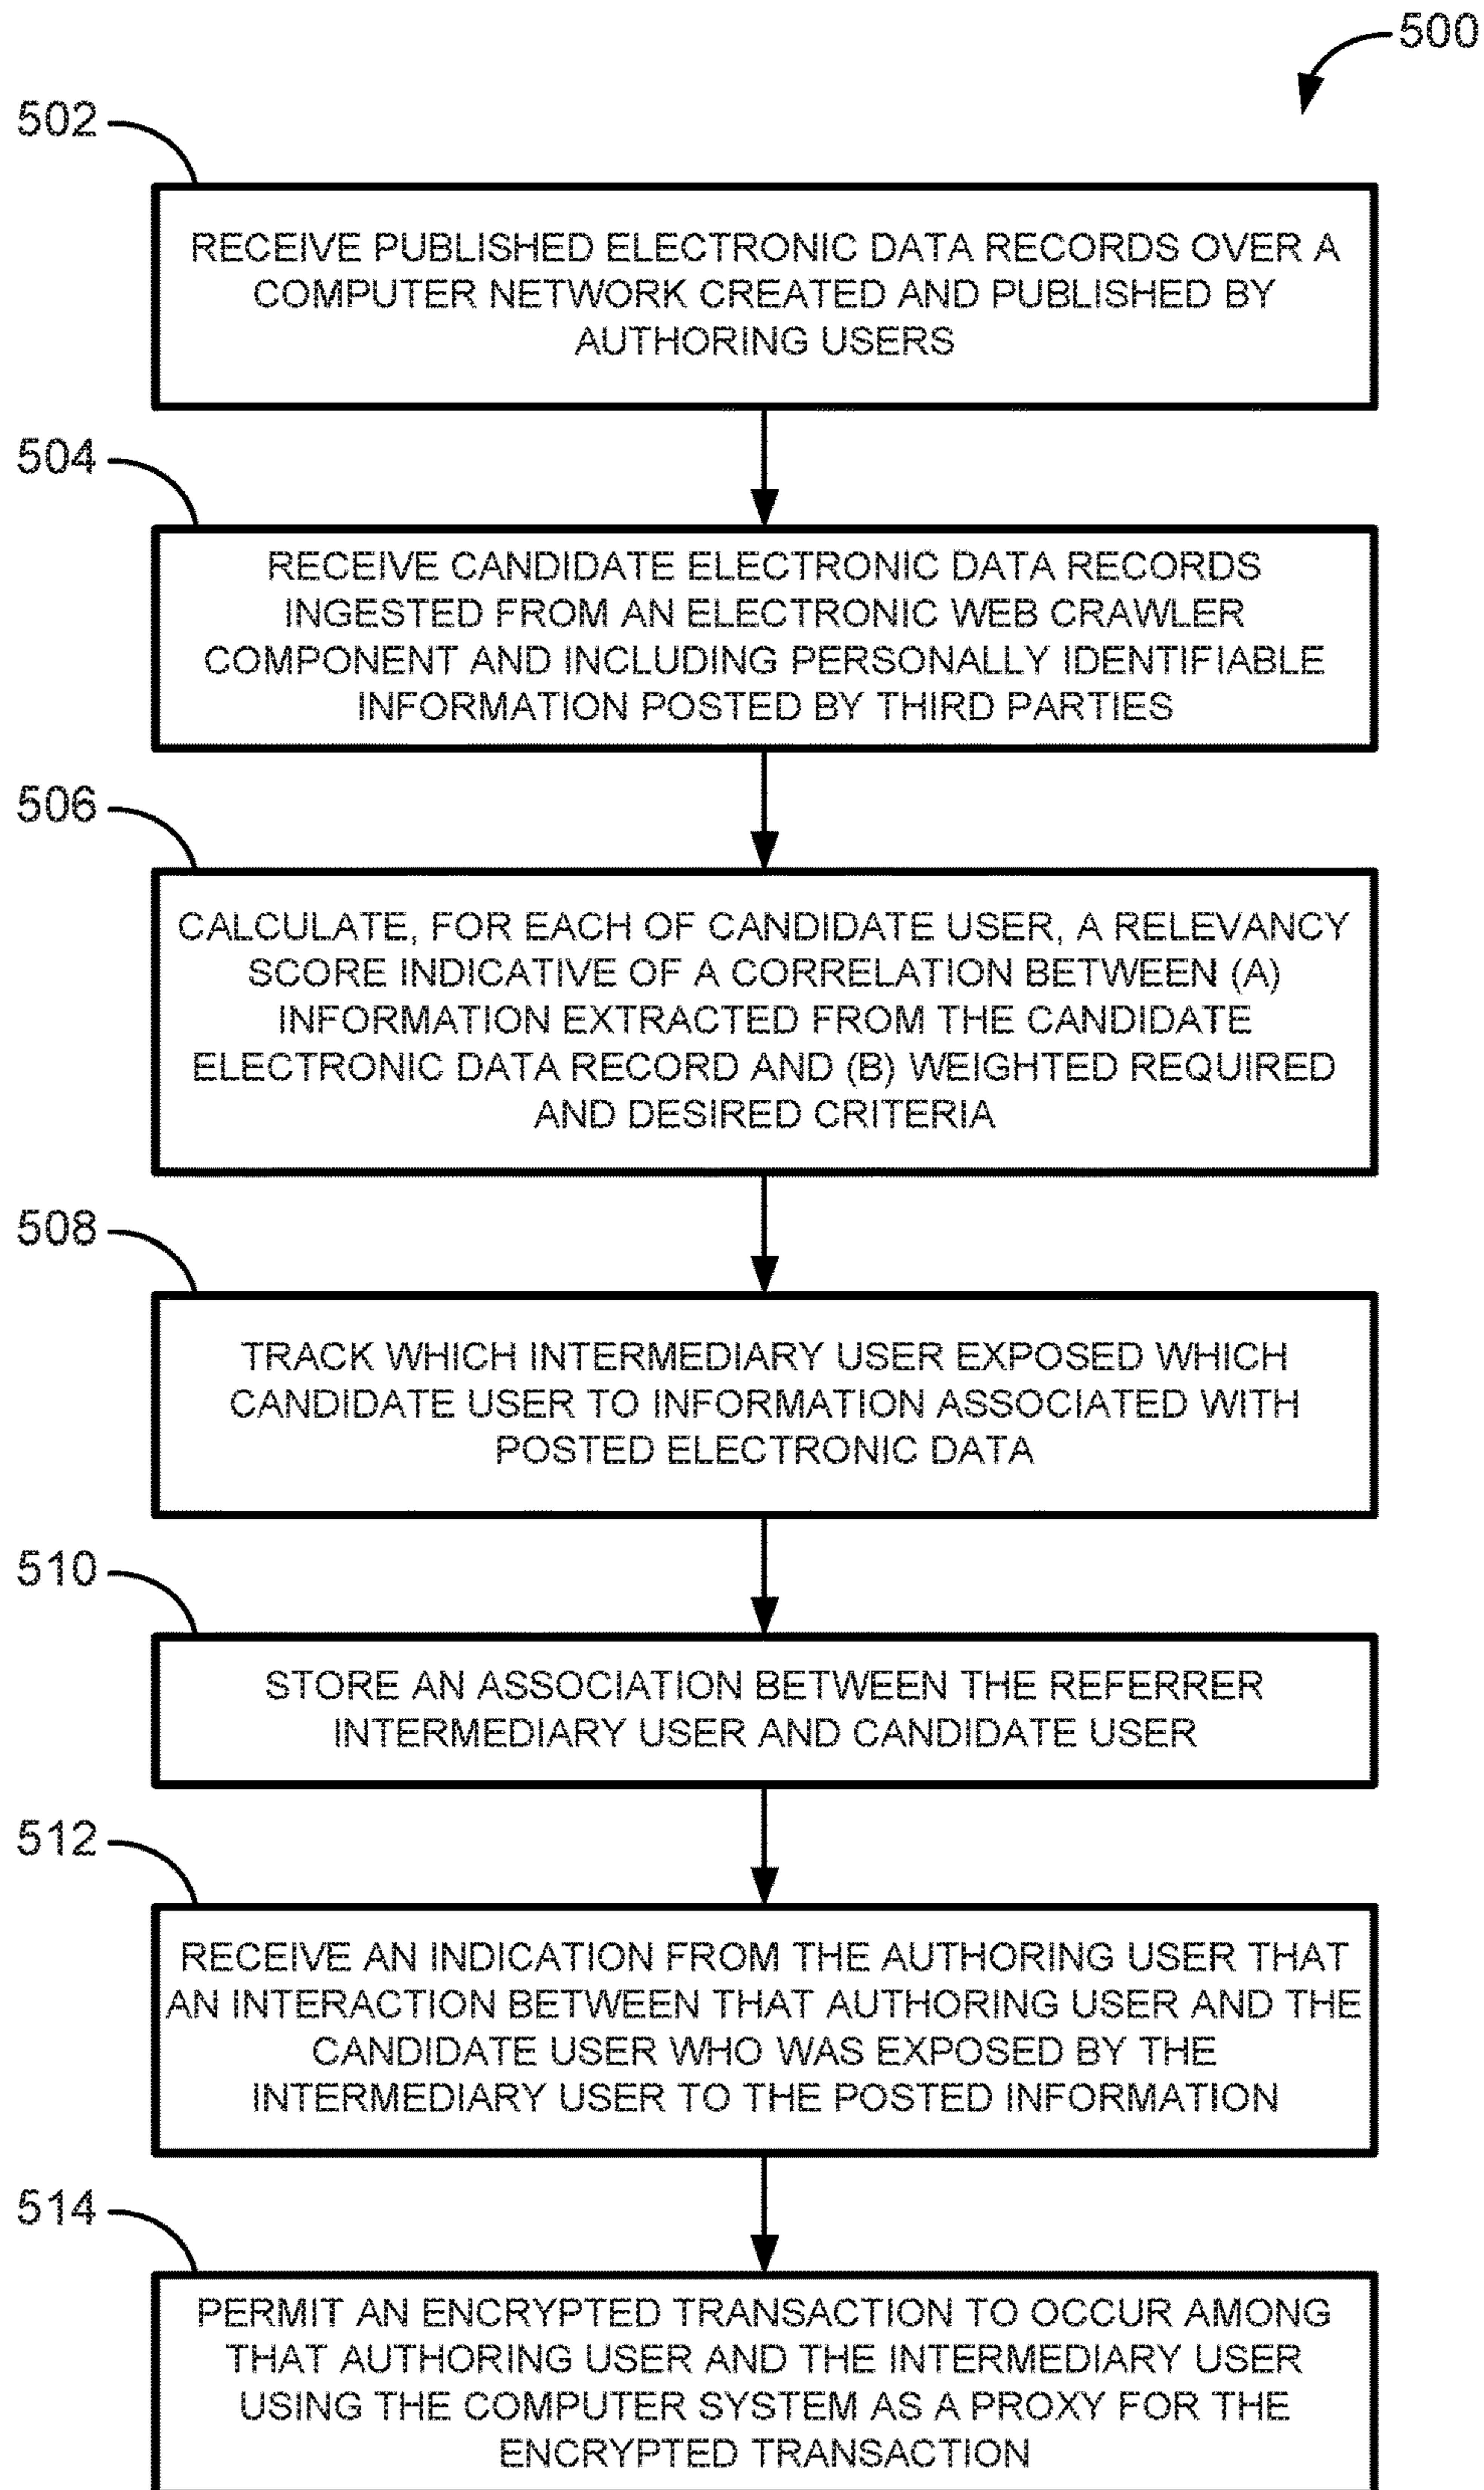 500
502
RECEIVE PUBLISHED ELECTRONIC DATA RECORDS OVER A
COMPUTER NETWORK CREATED AND PUBLISHED BY
AUTHORING USERS
504
RECEIVE CANDIDATE ELECTRONIC DATA RECORDS
INGESTED FROM AN ELECTRONIC WEB CRAWLER
COMPONENT AND INCLUDING PERSONALLY IDENTIFIABLE
INFORMATION POSTED BY THIRD PARTIES
506
CALCULATE, FOR EACH OF CANDIDATE USER, A RELEVANCY
SCORE INDICATIVE OF A CORRELATION BETWEEN (A)
INFORMATION EXTRACTED FROM THE CANDIDATE
ELECTRONIC DATA RECORD AND (B) WEIGHTED REQUIRED
AND DESIRED CRITERIA
508
TRACK WHICH INTERMEDIARY USER EXPOSED WHICH
CANDIDATE USER TO INFORMATION ASSOCIATED WITH
POSTED ELECTRONIC DATA
510
STORE AN ASSOCIATION BETWEEN THE REFERRER
INTERMEDIARY USER AND CANDIDATE USER
512
RECEIVE AN INDICATION FROM THE AUTHORING USER THAT
AN INTERACTION BETWEEN THAT AUTHORING USER AND THE
CANDIDATE USER WHO WAS EXPOSED BY THE
INTERMEDIARY USER TO THE POSTED INFORMATION
514
PERMIT AN ENCRYPTED TRANSACTION TO OCCUR AMONG
THAT AUTHORING USER AND THE INTERMEDIARY USER
USING THE COMPUTER SYSTEM AS A PROXY FOR THE
ENCRYPTED TRANSACTION